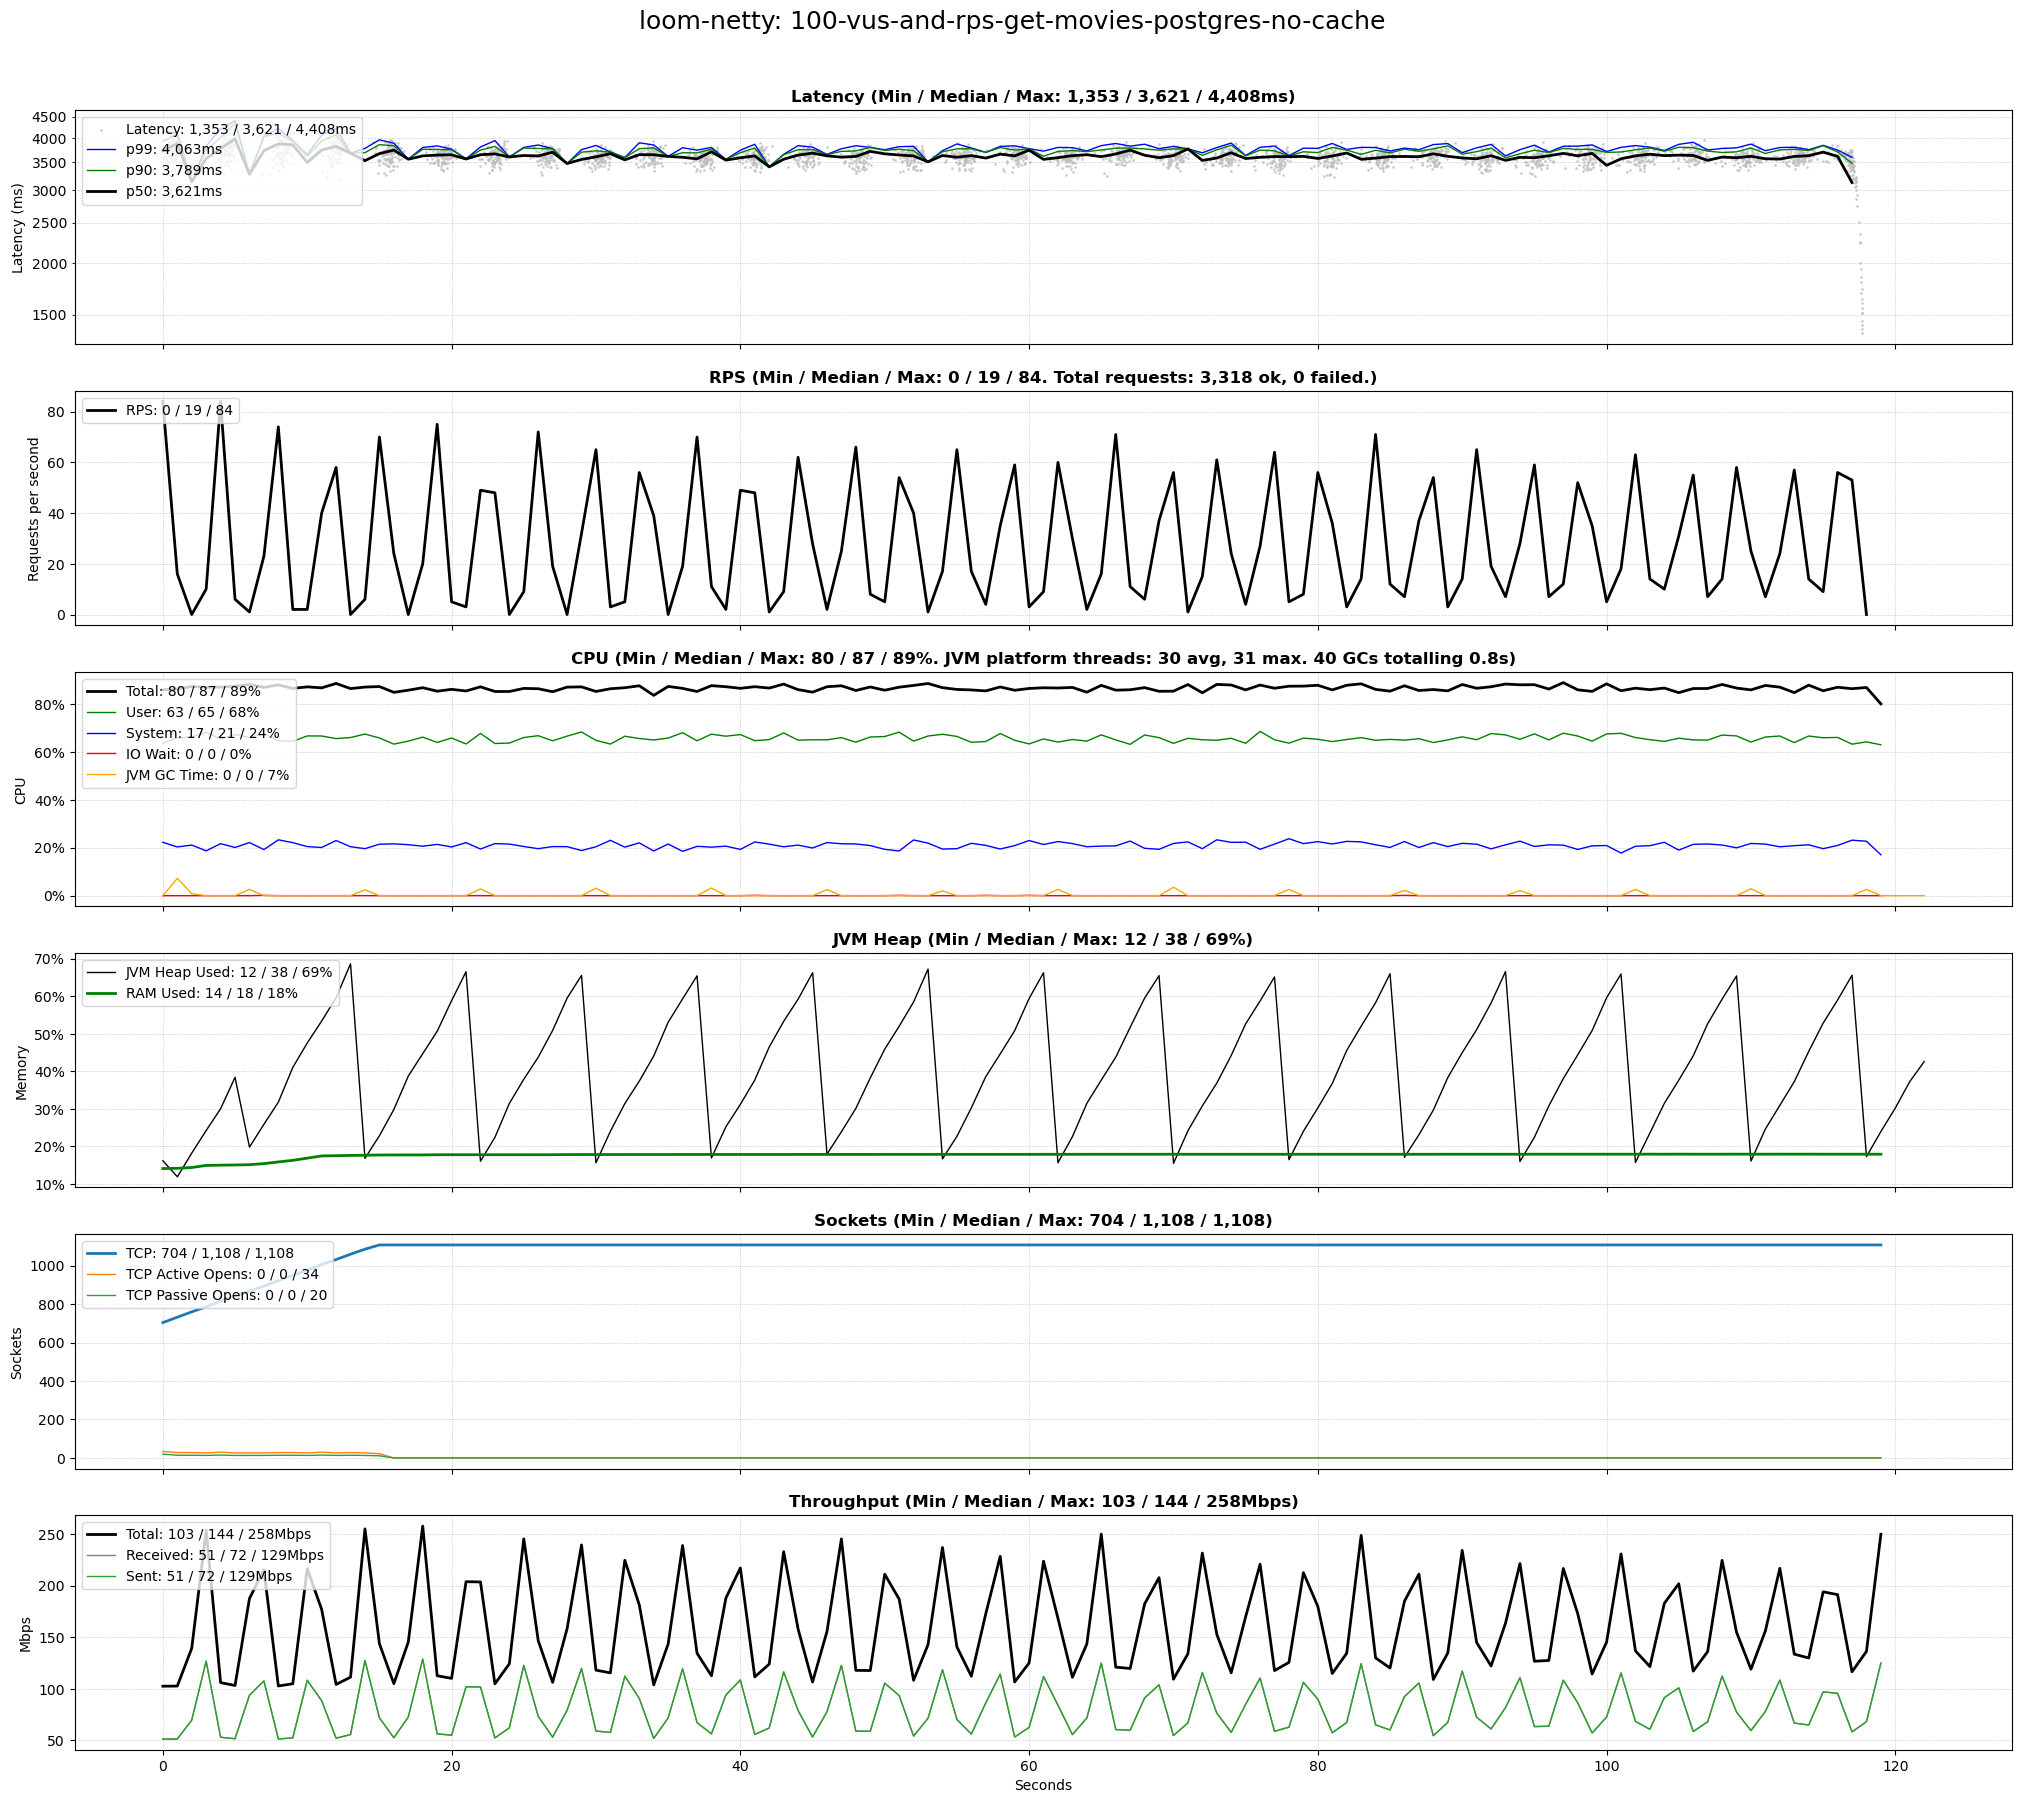 loom-netty: 100-vus-and-rps-get-movies-postgres-no-cache
Latency (Min / Median / Max: 1,353 / 3,621 / 4,408ms)
Latency (ms)
4500
4000
3500
3000
2500
2000
1500
Latency: 1,353 / 3,621 / 4,408ms
p99: 4,063ms
p90: 3,789ms
p50: 3,621ms
RPS (Min / Median / Max: 0 / 19 / 84. Total requests: 3,318 ok, 0 failed.)
Requests per second
80
60
40
20
0
RPS: 0 / 19 / 84
CPU (Min / Median / Max: 80 / 87 / 89%. JVM platform threads: 30 avg, 31 max. 40 GCs totalling 0.8s)
CPU
80%
60%
40%
20%
0%
Total: 80 / 87 / 89%
User: 63 / 65 / 68%
System: 17 / 21 / 24%
IO Wait: 0 / 0 / 0%
JVM GC Time: 0 / 0 / 7%
JVM Heap (Min / Median / Max: 12 / 38 / 69%)
Memory
70%
60%
50%
40%
30%
20%
10%
JVM Heap Used: 12 / 38 / 69%
RAM Used: 14 / 18 / 18%
Sockets (Min / Median / Max: 704 / 1,108 / 1,108)
Sockets
1000
800
600
400
200
0
TCP: 704 / 1,108 / 1,108
TCP Active Opens: 0 / 0 / 34
TCP Passive Opens: 0 / 0 / 20
Throughput (Min / Median / Max: 103 / 144 / 258Mbps)
Mbps
250
200
150
100
50
Total: 103 / 144 / 258Mbps
Received: 51 / 72 / 129Mbps
Sent: 51 / 72 / 129Mbps
0 20 40 60 80 100 120
Seconds